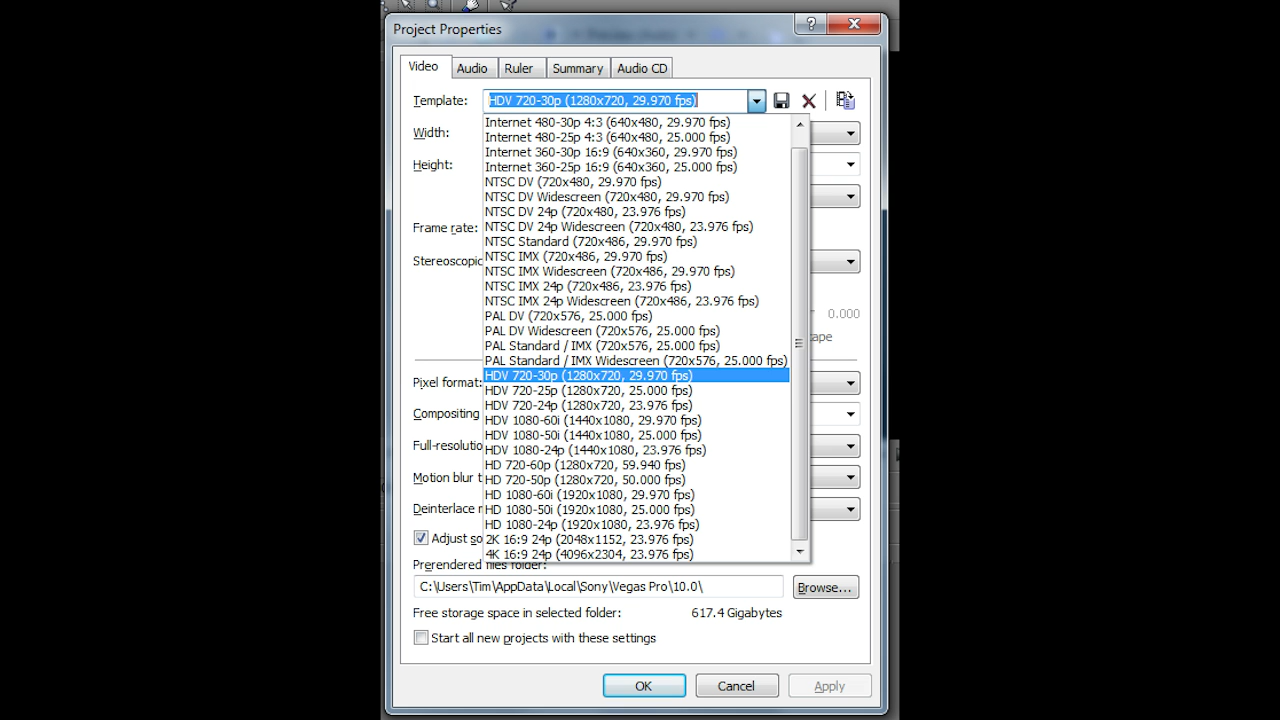 Project Properties
?
Video
Audio
Ruler
Summary
Audio CD
Template:
HDV 720-30p (1280x720, 29.970 fps)
Width:
Height:
Frame rate:
Stereoscopic
0.000
ape
Pixel format:
Compositing
Full-resolutio
Motion blur t
Deinterlace r
Internet 480-30p 4:3 (640x480, 29.970 fps)
Internet 480-25p 4:3 (640x480, 25.000 fps)
Internet 360-30p 16:9 (640x360, 29.970 fps)
Internet 360-25p 16:9 (640x360, 25.000 fps)
NTSC DV (720x480, 29.970 fps)
NTSC DV Widescreen (720x480, 29.970 fps)
NTSC DV 24p (720x480, 23.976 fps)
NTSC DV 24p Widescreen (720x480, 23.976 fps)
NTSC Standard (720x486, 29.970 fps)
NTSC IMX (720x486, 29.970 fps)
NTSC IMX Widescreen (720x486, 29.970 fps)
NTSC IMX 24p (720x486, 23.976 fps)
NTSC IMX 24p Widescreen (720x486, 23.976 fps)
PAL DV (720x576, 25.000 fps)
PAL DV Widescreen (720x576, 25.000 fps)
PAL Standard / IMX (720x576, 25.000 fps)
PAL Standard / IMX Widescreen (720x576, 25.000 fps)
HDV 720-30p (1280x720, 29.970 fps)
HDV 720-25p (1280x720, 25.000 fps)
HDV 720-24p (1280x720, 23.976 fps)
HDV 1080-60i (1440x1080, 29.970 fps)
HDV 1080-50i (1440x1080, 25.000 fps)
HDV 1080-24p (1440x1080, 23.976 fps)
HD 720-60p (1280x720, 59.940 fps)
HD 720-50p (1280x720, 50.000 fps)
HD 1080-60i (1920x1080, 29.970 fps)
HD 1080-50i (1920x1080, 25.000 fps)
HD 1080-24p (1920x1080, 23.976 fps)
2K 16:9 24p (2048x1152, 23.976 fps)
4K 16:9 24p (4096x2304, 23.976 fps)
Adjust so
Prerendered files folder:
C:\Users\Tim\AppData\Local\Sony\Vegas Pro\10.0\
Browse...
Free storage space in selected folder: 617.4 Gigabytes
Start all new projects with these settings
OK
Cancel
Apply